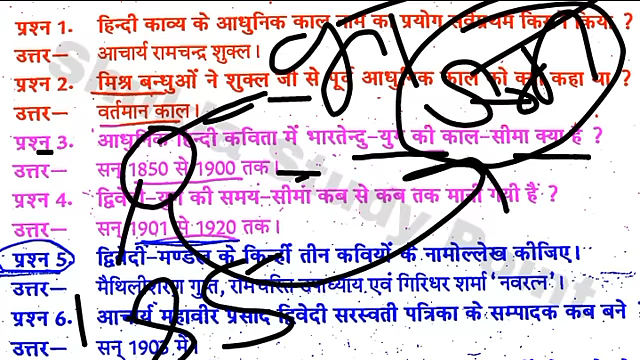 प्रश्न 1. हिन्दी काव्य के आधुनिक काल नाम का प्रयोग सर्वप्रथम किसने किया ?
उत्तर– आचार्य रामचन्द्र शुक्ल।
प्रश्न 2. मिश्र बन्धुओं ने शुक्ल जी से पूर्व आधुनिक काल को क्या कहा था ?
उत्तर– वर्तमान काल।
प्रश्न 3. आधुनिक हिन्दी कविता में भारतेन्दु–युग की काल–सीमा क्या है ?
उत्तर– सन् 1850 से 1900 तक।
प्रश्न 4. द्विवेदी–युग की समय–सीमा कब से कब तक मानी गयी है ?
उत्तर– सन् 1901 से 1920 तक।
प्रश्न 5. द्विवेदी–मण्डल के किन्हीं तीन कवियों के नामोल्लेख कीजिए।
उत्तर– मैथिलीशरण गुप्त, रामचरित उपाध्याय एवं गिरिधर शर्मा 'नवरत्न'।
प्रश्न 6. आचार्य महावीर प्रसाद द्विवेदी सरस्वती पत्रिका के सम्पादक कब बने ?
उत्तर– सन् 1903 में।
Study Point